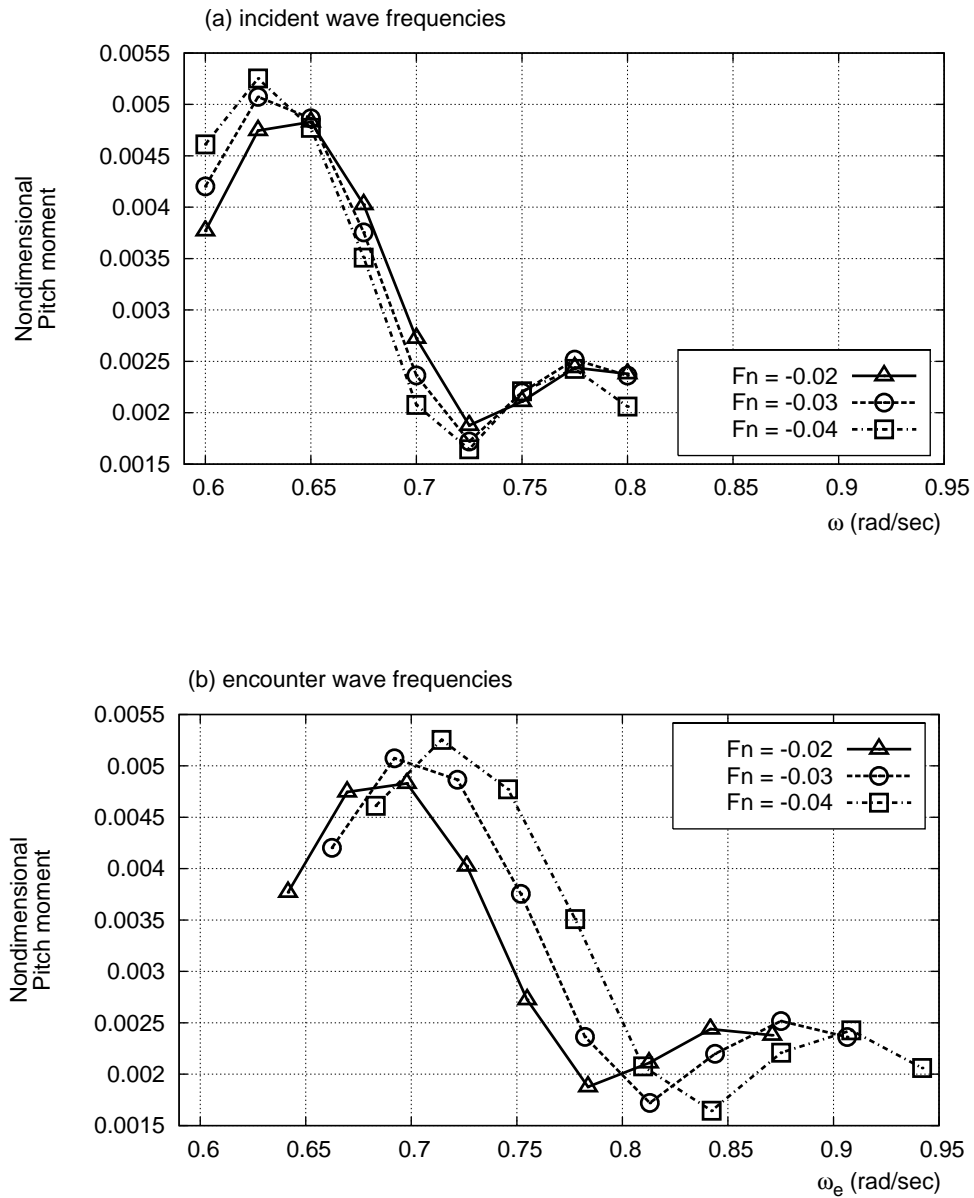 (a) incident wave frequencies
0.0055
0.005
0.0045
0.004
0.0035
0.003
0.0025
0.002
0.0015
Nondimensional
Pitch moment
Fn = -0.02
Fn = -0.03
Fn = -0.04
0.6 0.65 0.7 0.75 0.8 0.85 0.9 0.95
ω (rad/sec)
(b) encounter wave frequencies
0.0055
0.005
0.0045
0.004
0.0035
0.003
0.0025
0.002
0.0015
Nondimensional
Pitch moment
Fn = -0.02
Fn = -0.03
Fn = -0.04
0.6 0.65 0.7 0.75 0.8 0.85 0.9 0.95
ωe (rad/sec)